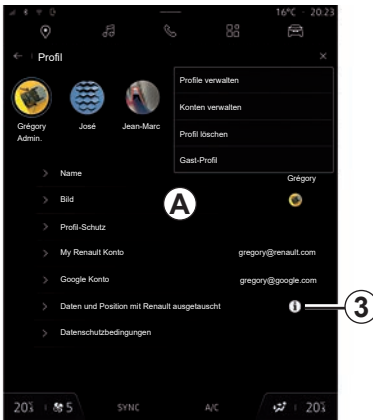 16°C · 20:23
← Profil ×
Profile verwalten
Konten verwalten
Profil löschen
Gast-Profil
Grégory
Admin.
José
Jean-Marc
Name
Grégory
Bild
A
Profil-Schutz
My Renault Konto gregory@renault.com
Google Konto gregory@google.com
Daten und Position mit Renault ausgetauscht
3
Datenschutzbedingungen
5 SYNC A/C